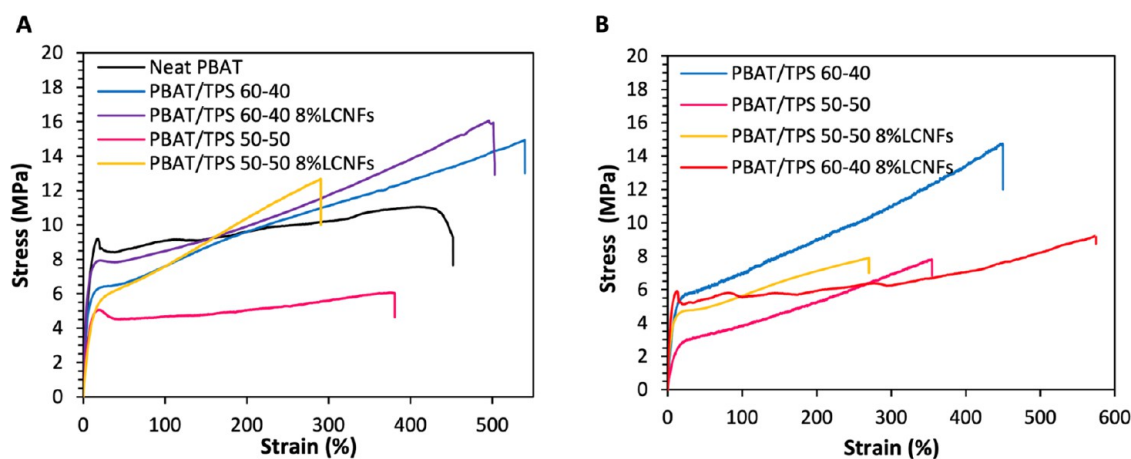 A
20
18
16
14
12
10
8
6
4
2
0
Stress (MPa)
Neat PBAT
PBAT/TPS 60-40
PBAT/TPS 60-40 8%LCNFs
PBAT/TPS 50-50
PBAT/TPS 50-50 8%LCNFs
0 100 200 300 400 500
Strain (%)
B
20
18
16
14
12
10
8
6
4
2
0
Stress (MPa)
PBAT/TPS 60-40
PBAT/TPS 50-50
PBAT/TPS 50-50 8%LCNFs
PBAT/TPS 60-40 8%LCNFs
0 100 200 300 400 500 600
Strain (%)